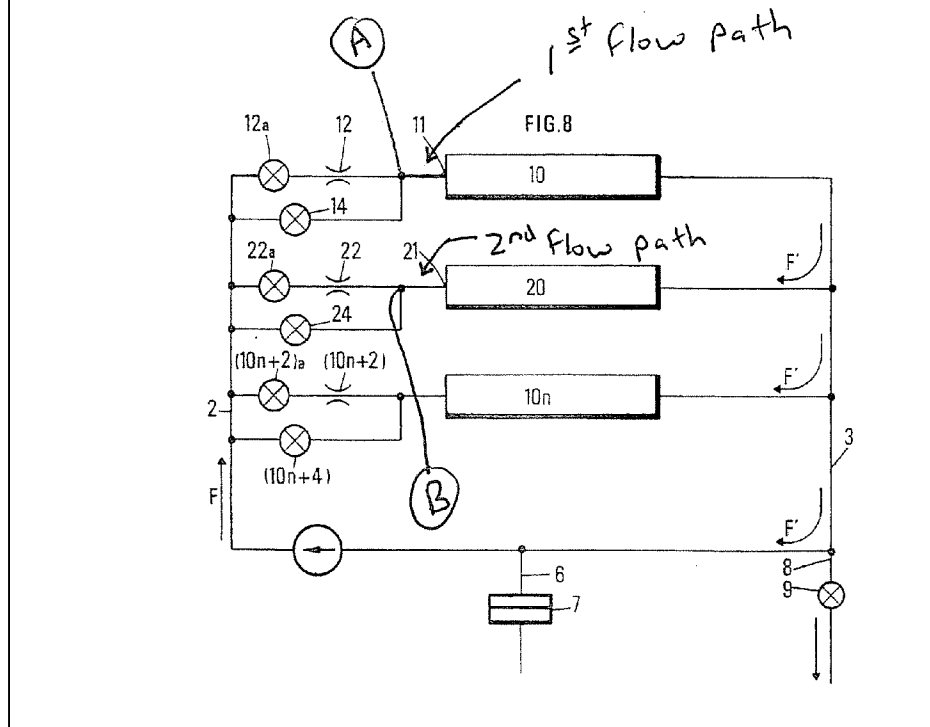 A
1st flow path
12a
12
11
FIG.8
10
14
22a
22
21
2nd flow path
F'
20
24
(10n+2)a
(10n+2)
F'
10n
2
3
(10n+4)
B
F
F'
6
8
9
7